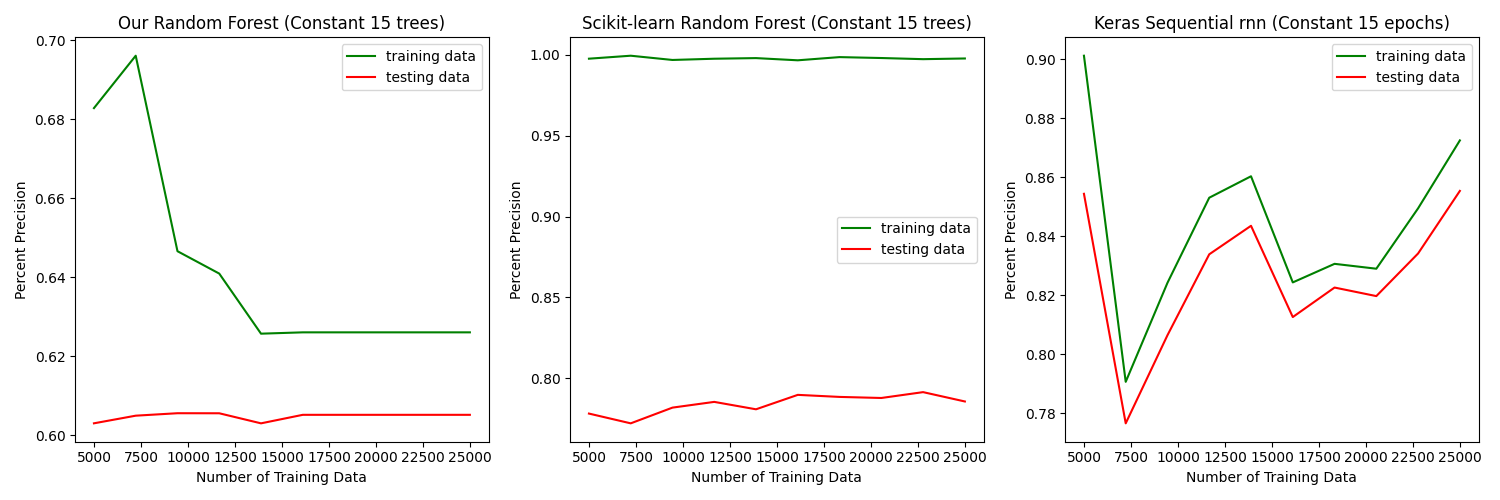 Our Random Forest (Constant 15 trees)
0.70
0.68
0.66
0.64
0.62
0.60
Percent Precision
training data
testing data
5000 7500 10000 12500 15000 17500 20000 22500 25000
Number of Training Data
Scikit-learn Random Forest (Constant 15 trees)
1.00
0.95
0.90
0.85
0.80
Percent Precision
training data
testing data
5000 7500 10000 12500 15000 17500 20000 22500 25000
Number of Training Data
Keras Sequential rnn (Constant 15 epochs)
0.90
0.88
0.86
0.84
0.82
0.80
0.78
Percent Precision
training data
testing data
5000 7500 10000 12500 15000 17500 20000 22500 25000
Number of Training Data